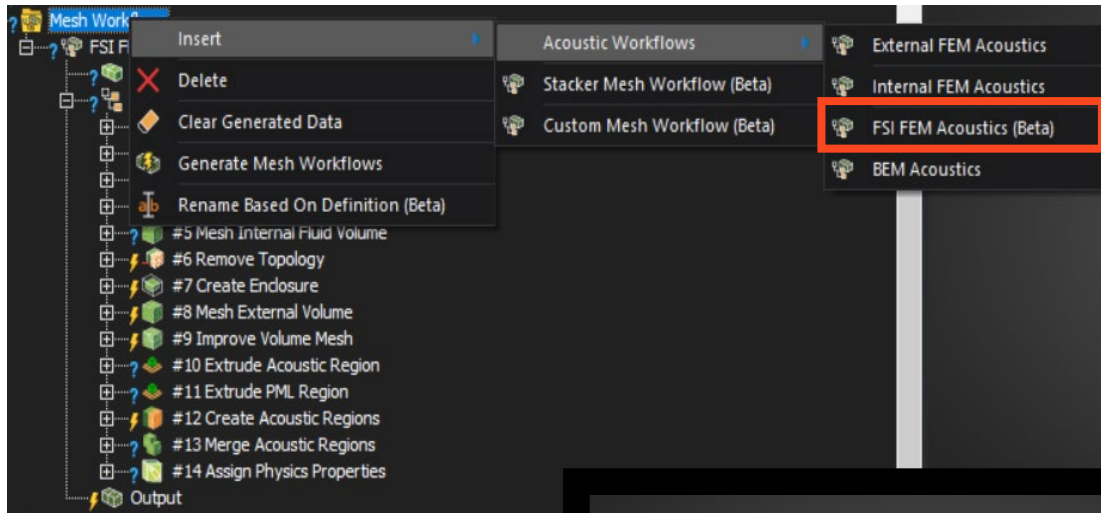 Mesh Workfl
FSI F
Insert
Delete
Clear Generated Data
Generate Mesh Workflows
Rename Based On Definition (Beta)
Acoustic Workflows
Stacker Mesh Workflow (Beta)
Custom Mesh Workflow (Beta)
External FEM Acoustics
Internal FEM Acoustics
FSI FEM Acoustics (Beta)
BEM Acoustics
#5 Mesh Internal Fluid Volume
#6 Remove Topology
#7 Create Enclosure
#8 Mesh External Volume
#9 Improve Volume Mesh
#10 Extrude Acoustic Region
#11 Extrude PML Region
#12 Create Acoustic Regions
#13 Merge Acoustic Regions
#14 Assign Physics Properties
Output